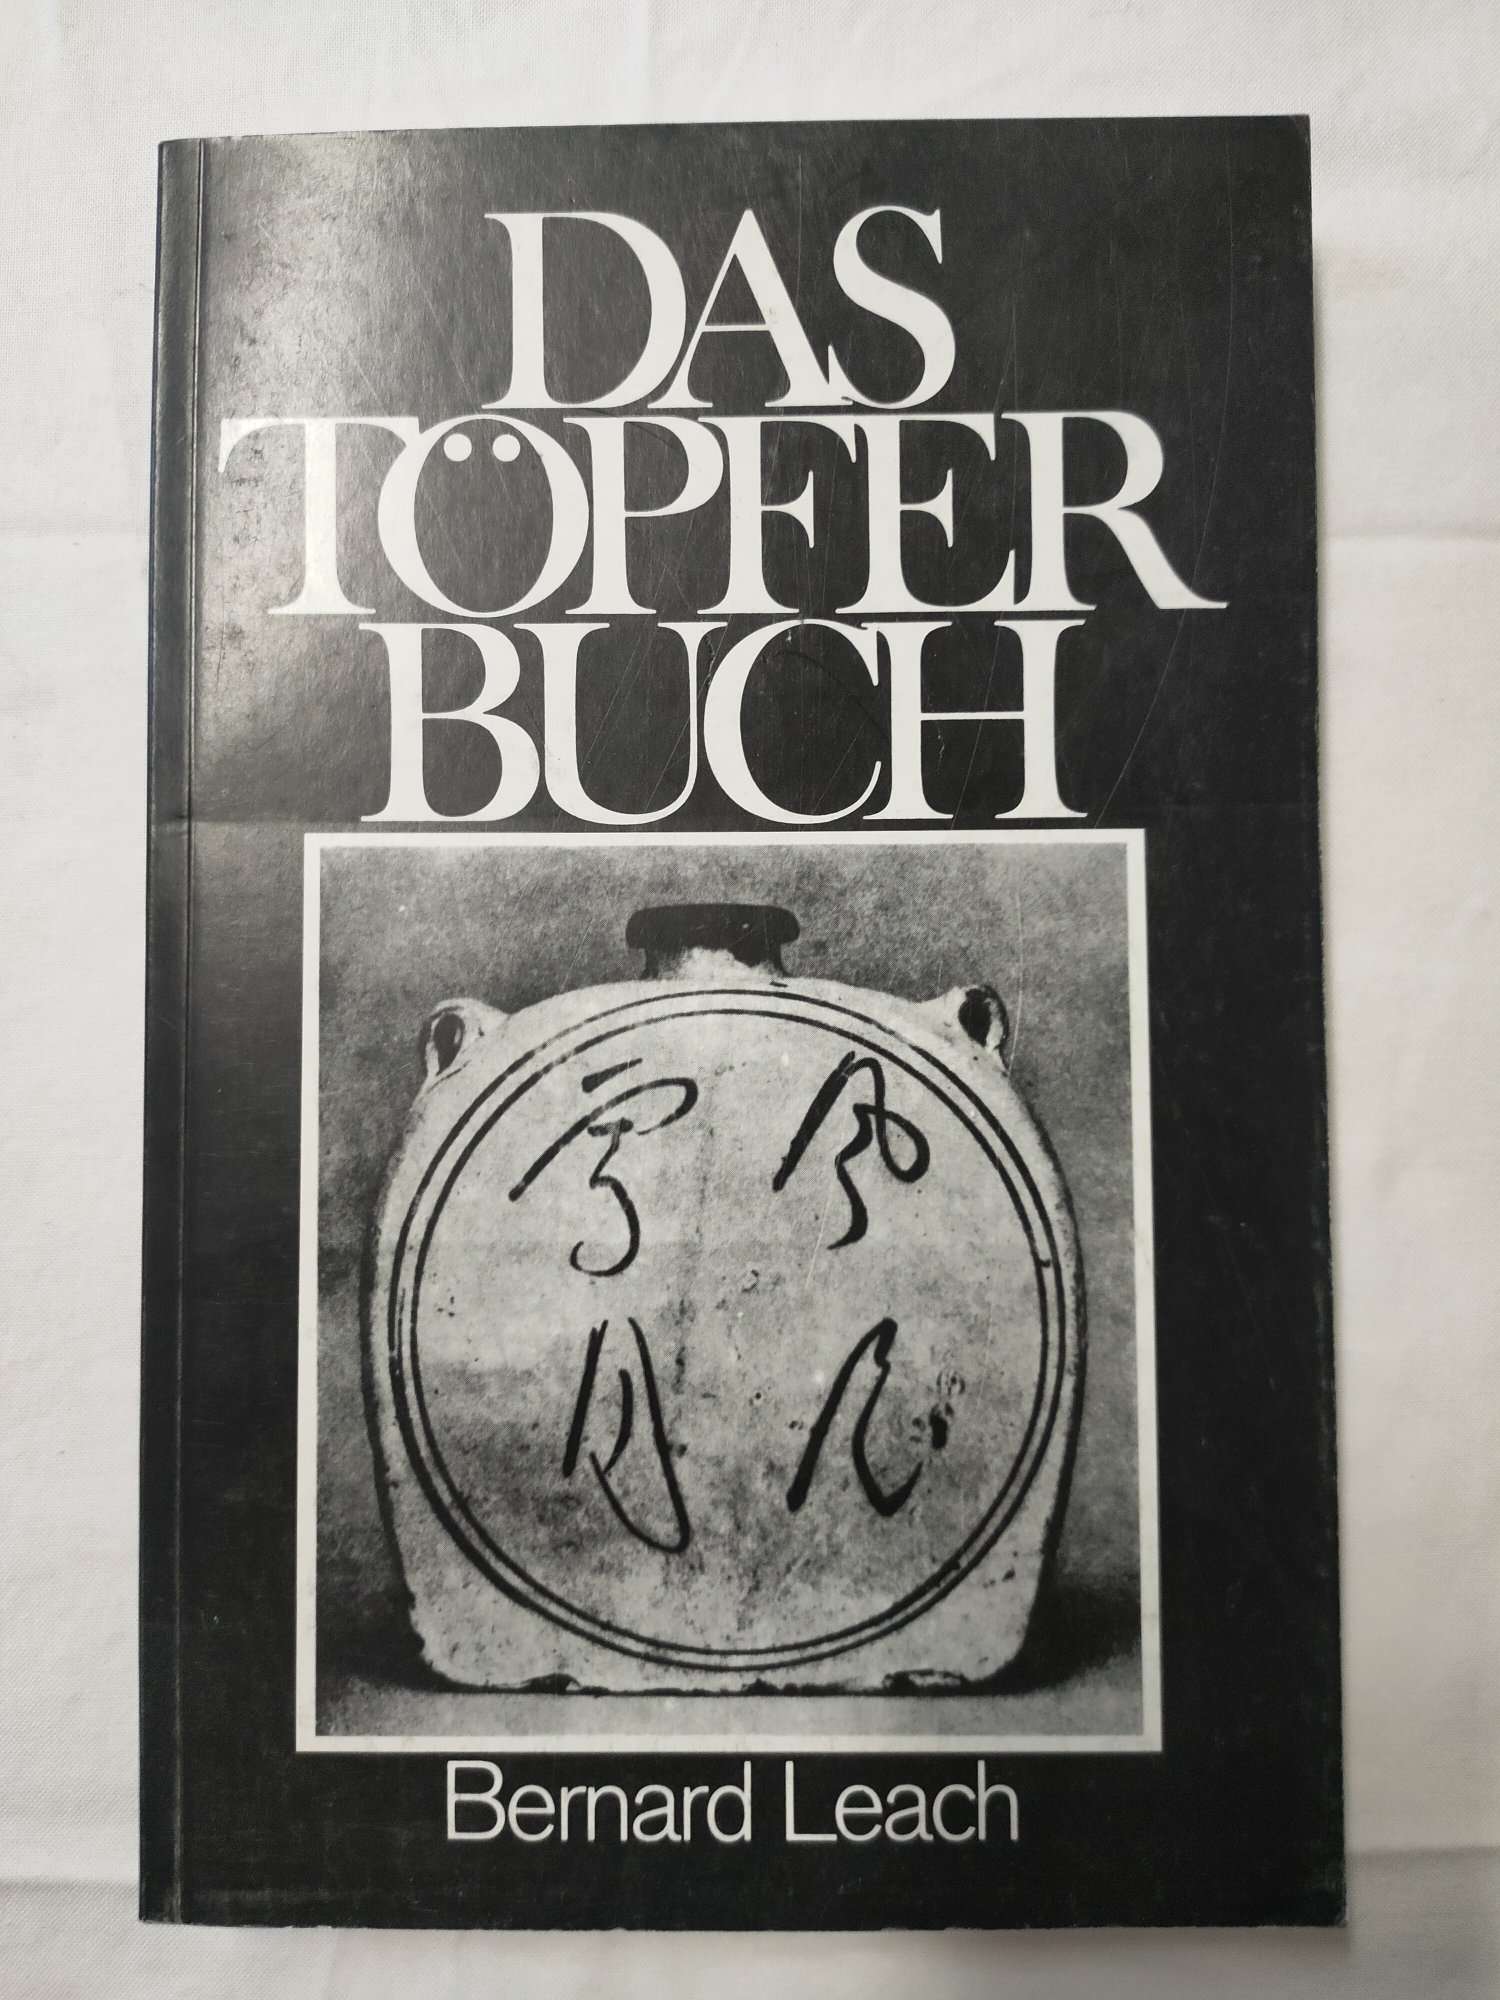 DAS
TÖPFER
BUCH
Bernard Leach